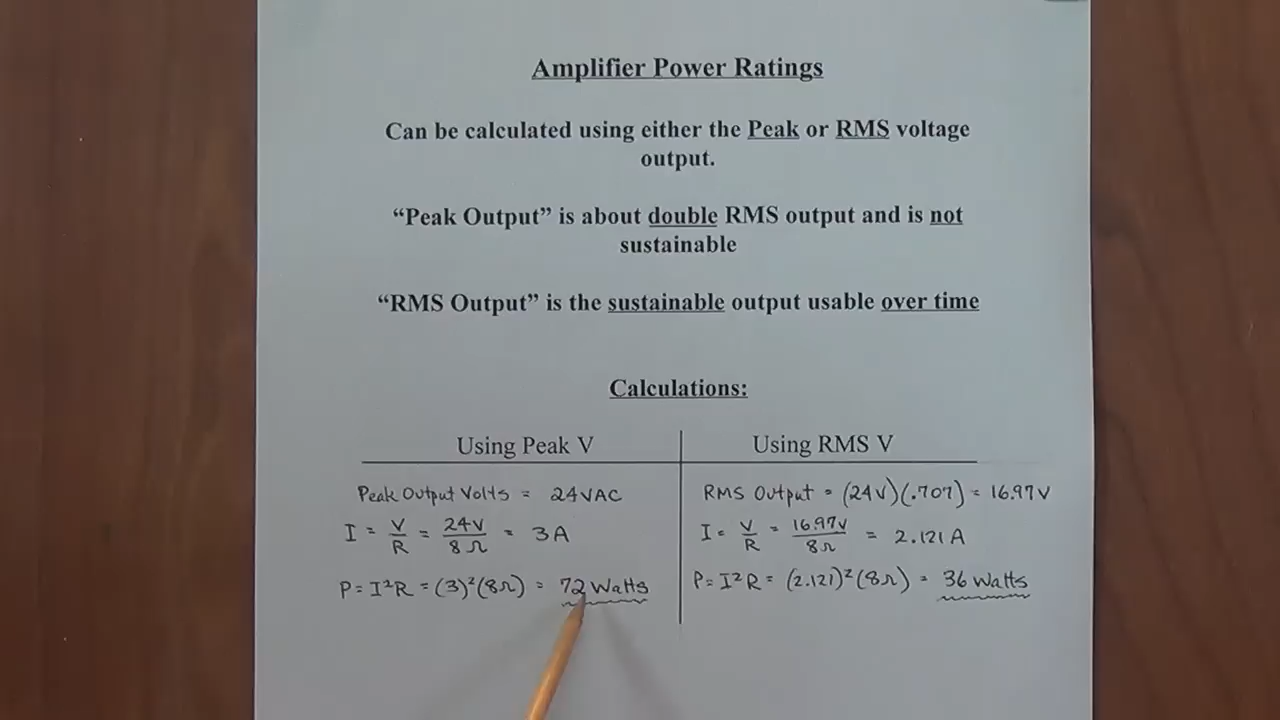 Amplifier Power Ratings
Can be calculated using either the Peak or RMS voltage
output.
“Peak Output” is about double RMS output and is not
sustainable
“RMS Output” is the sustainable output usable over time
Calculations:
Using Peak V
Peak Output Volts = 24VAC
I = V/R = 24V/8Ω = 3A
P = I²R = (3)²(8Ω) = 72 Watts
Using RMS V
RMS Output = (24V)(.707) = 16.97V
I = V/R = 16.97V/8Ω = 2.121A
P = I²R = (2.121)²(8Ω) = 36 Watts